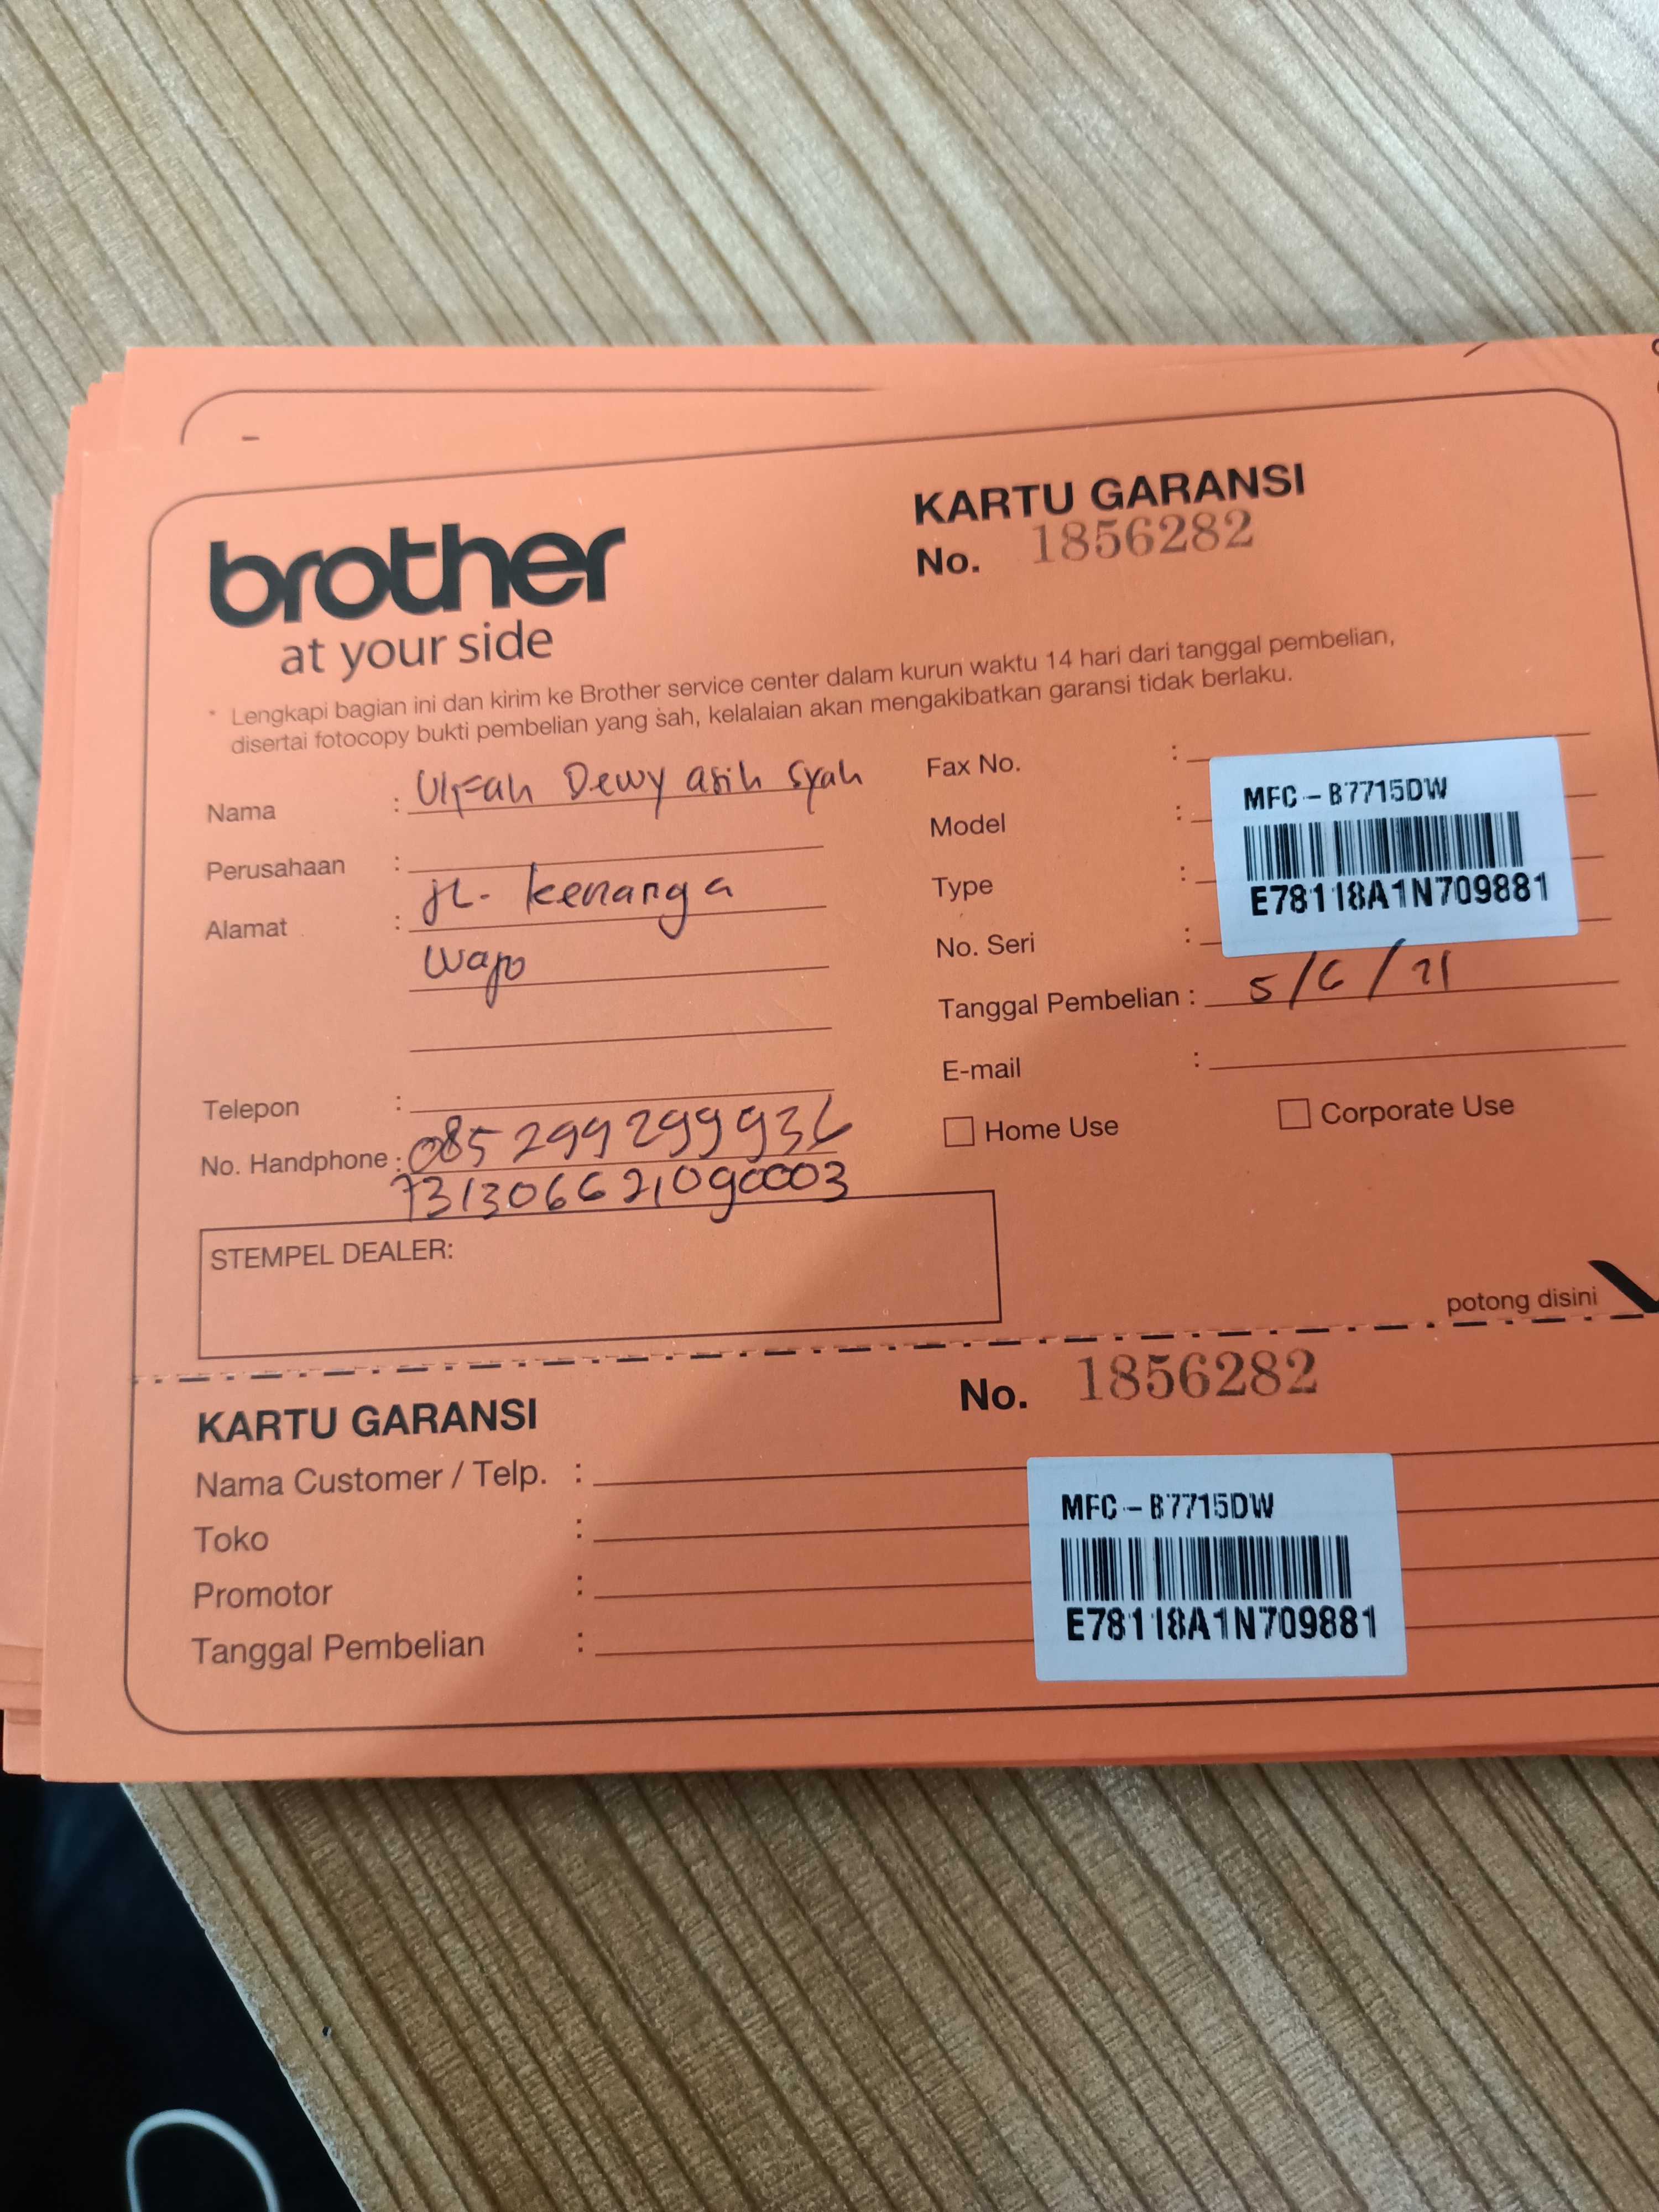 brother
at your side
KARTU GARANSI
No. 1856282
* Lengkapi bagian ini dan kirim ke Brother service center dalam kurun waktu 14 hari dari tanggal pembelian,
disertai fotocopy bukti pembelian yang sah, kelalaian akan mengakibatkan garansi tidak berlaku.
Nama : Ulfah Dewy asih syah
Perusahaan :
Alamat : jl. kenanga
wajo
Telepon :
No. Handphone : 085299299936
731306621090003
STEMPEL DEALER:
Fax No. :
Model :
Type :
No. Seri :
MFC-B7715DW
E78118A1N709881
Tanggal Pembelian : 5/6/21
E-mail :
Home Use
Corporate Use
potong disini
KARTU GARANSI
No. 1856282
Nama Customer / Telp. :
Toko :
Promotor :
Tanggal Pembelian :
MFC-B7715DW
E78118A1N709881